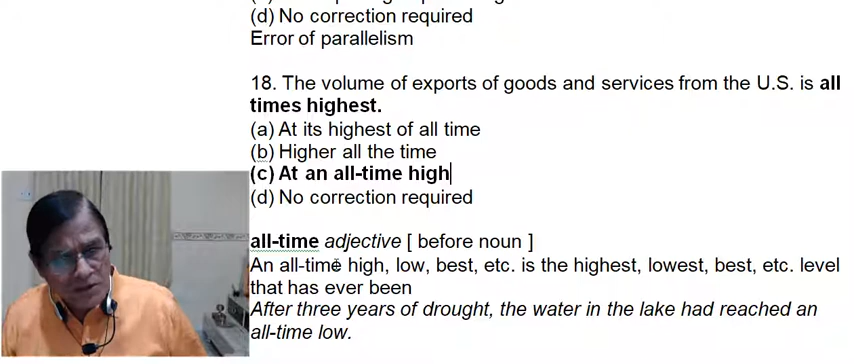 (d) No correction required
Error of parallelism
18. The volume of exports of goods and services from the U.S. is all
times highest.
(a) At its highest of all time
(b) Higher all the time
(c) At an all-time high
(d) No correction required
all-time adjective [ before noun ]
An all-time high, low, best, etc. is the highest, lowest, best, etc. level
that has ever been
After three years of drought, the water in the lake had reached an
all-time low.